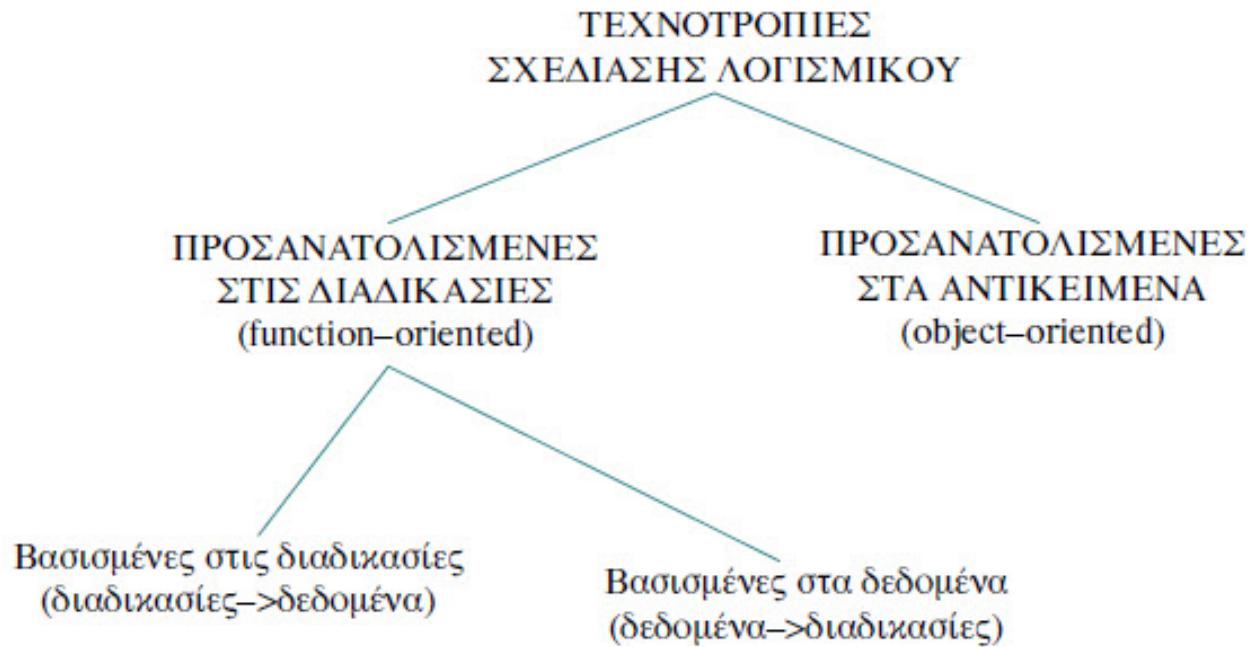 ΤΕΧΝΟΤΡΟΠΙΕΣ
ΣΧΕΔΙΑΣΗΣ ΛΟΓΙΣΜΙΚΟΥ
ΠΡΟΣΑΝΑΤΟΛΙΣΜΕΝΕΣ
ΣΤΙΣ ΔΙΑΔΙΚΑΣΙΕΣ
(function–oriented)
ΠΡΟΣΑΝΑΤΟΛΙΣΜΕΝΕΣ
ΣΤΑ ΑΝΤΙΚΕΙΜΕΝΑ
(object–oriented)
Βασισμένες στις διαδικασίες
(διαδικασίες–>δεδομένα)
Βασισμένες στα δεδομένα
(δεδομένα–>διαδικασίες)